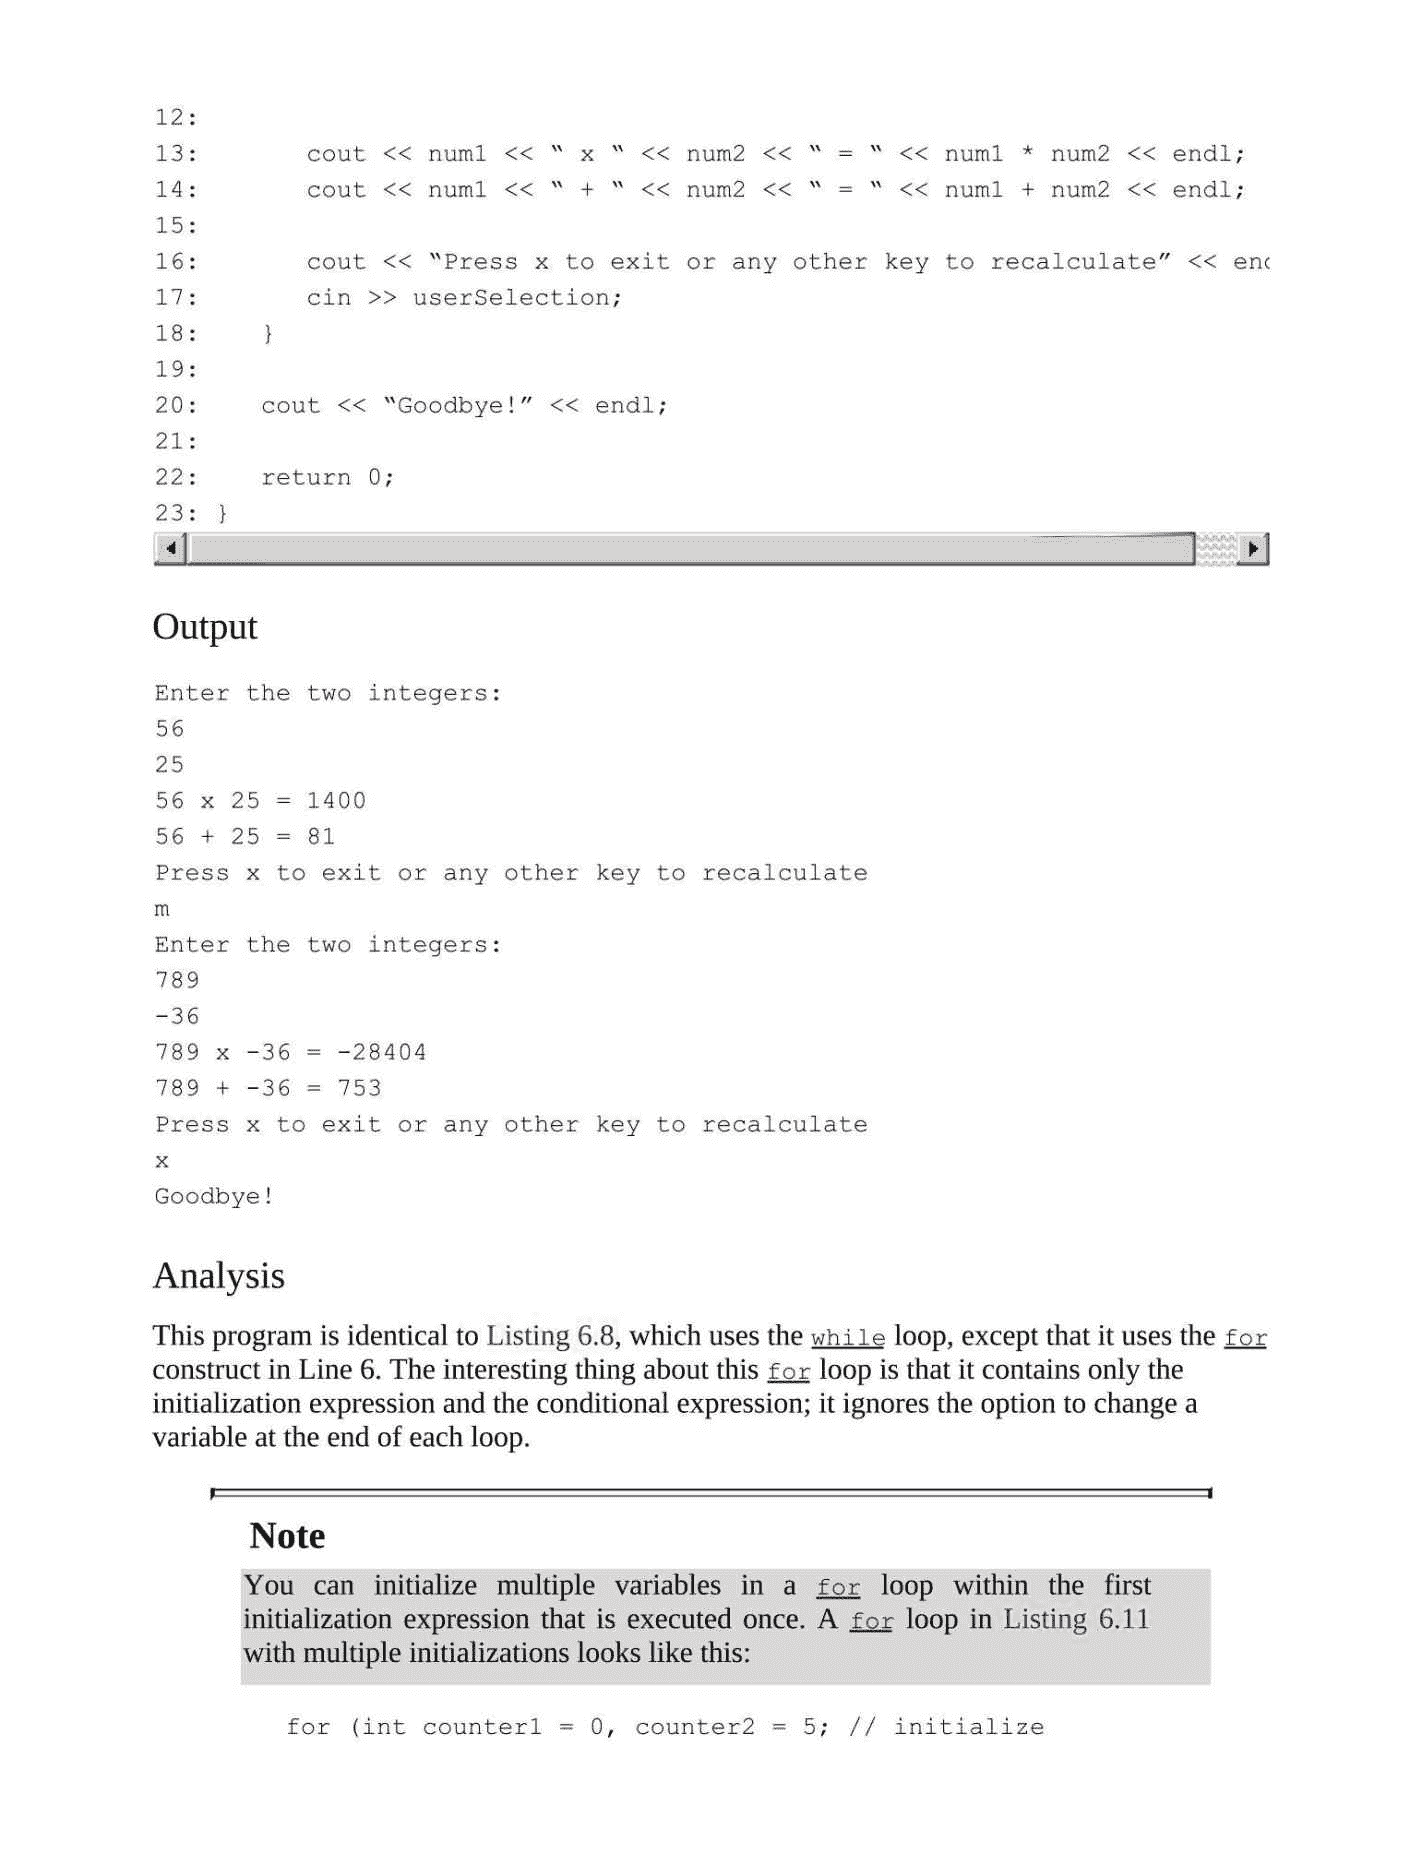 12:
13:       cout << num1 << “ x “ << num2 << “ = “ << num1 * num2 << endl;
14:       cout << num1 << “ + “ << num2 << “ = “ << num1 + num2 << endl;
15:
16:       cout << “Press x to exit or any other key to recalculate” << end
17:       cin >> userSelection;
18:    }
19:
20:    cout << “Goodbye!” << endl;
21:
22:    return 0;
23: }
Output
Enter the two integers:
56
25
56 x 25 = 1400
56 + 25 = 81
Press x to exit or any other key to recalculate
m
Enter the two integers:
789
-36
789 x -36 = -28404
789 + -36 = 753
Press x to exit or any other key to recalculate
x
Goodbye!
Analysis
This program is identical to Listing 6.8, which uses the while loop, except that it uses the for
construct in Line 6. The interesting thing about this for loop is that it contains only the
initialization expression and the conditional expression; it ignores the option to change a
variable at the end of each loop.
Note
You can initialize multiple variables in a for loop within the first
initialization expression that is executed once. A for loop in Listing 6.11
with multiple initializations looks like this:
for (int counter1 = 0, counter2 = 5; // initialize